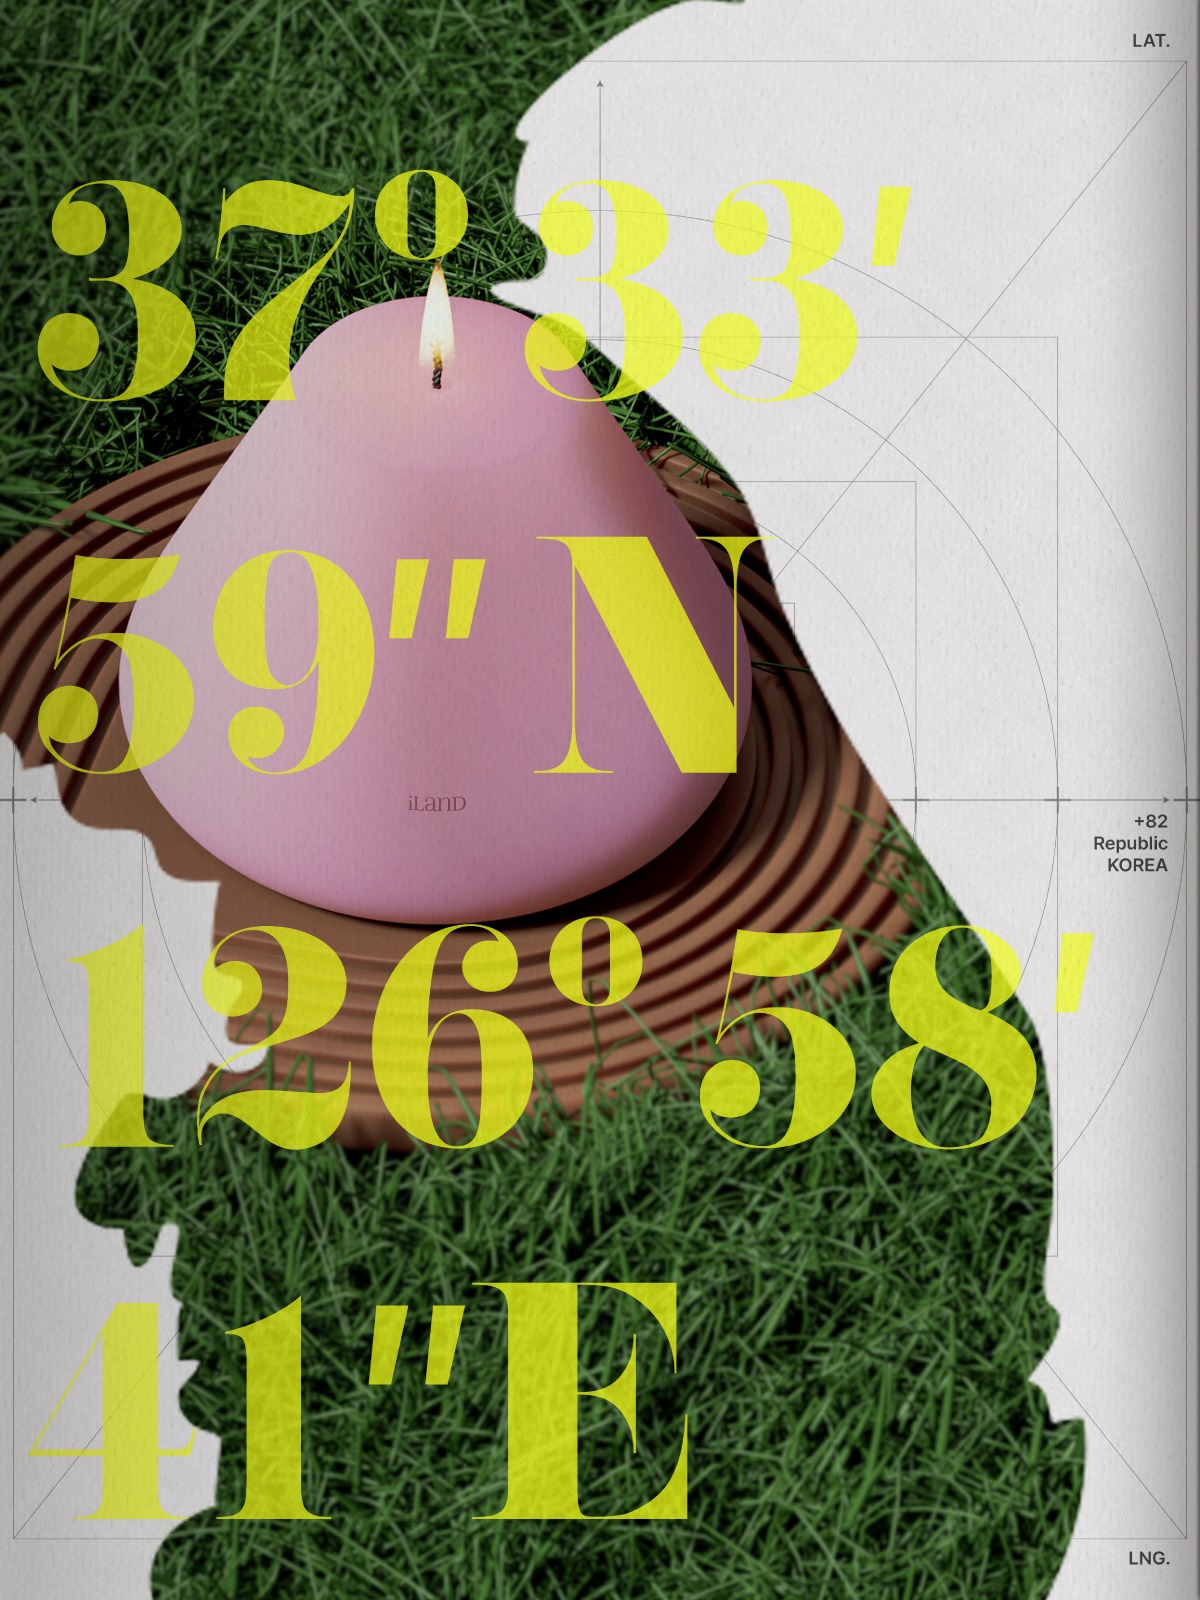 LAT.
37° 33′
59″ N
iLAND
+82
Republic
KOREA
126° 58′
41″E
LNG.